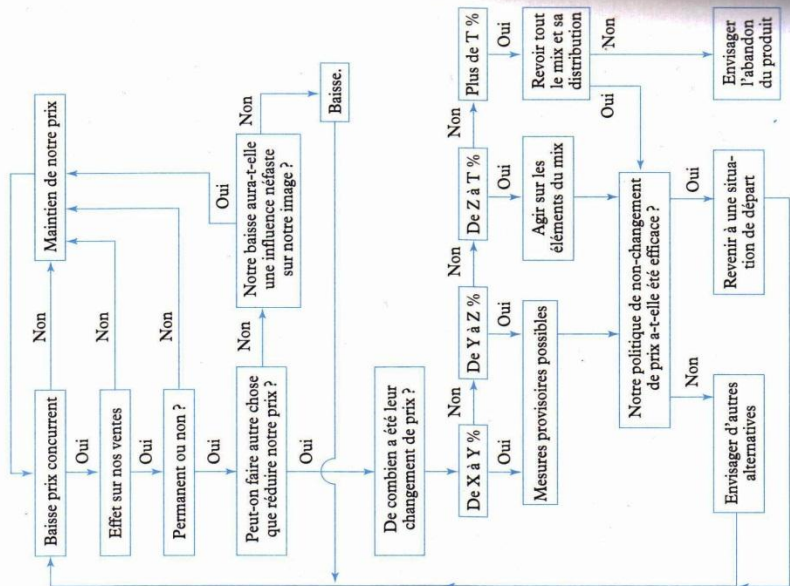 Baisse prix concurrent
Non
Maintien de notre prix
Oui
Effet sur nos ventes
Non
Oui
Permanent ou non ?
Non
Oui
Peut-on faire autre chose
que réduire notre prix ?
Non
Notre baisse aura-t-elle
une influence néfaste
sur notre image ?
Oui
Non
Baisse.
Oui
De combien a été leur
changement de prix ?
De X à Y %
Non
De Y à Z %
Non
De Z à T %
Non
Plus de T %
Oui
Oui
Oui
Oui
Mesures provisoires possibles
Agir sur les
éléments du mix
Revoir tout
le mix et sa
distribution
Oui
Non
Notre politique de non-changement
de prix a-t-elle été efficace ?
Non
Oui
Envisager d'autres
alternatives
Revenir à une situa-
tion de départ
Envisager
l'abandon
du produit